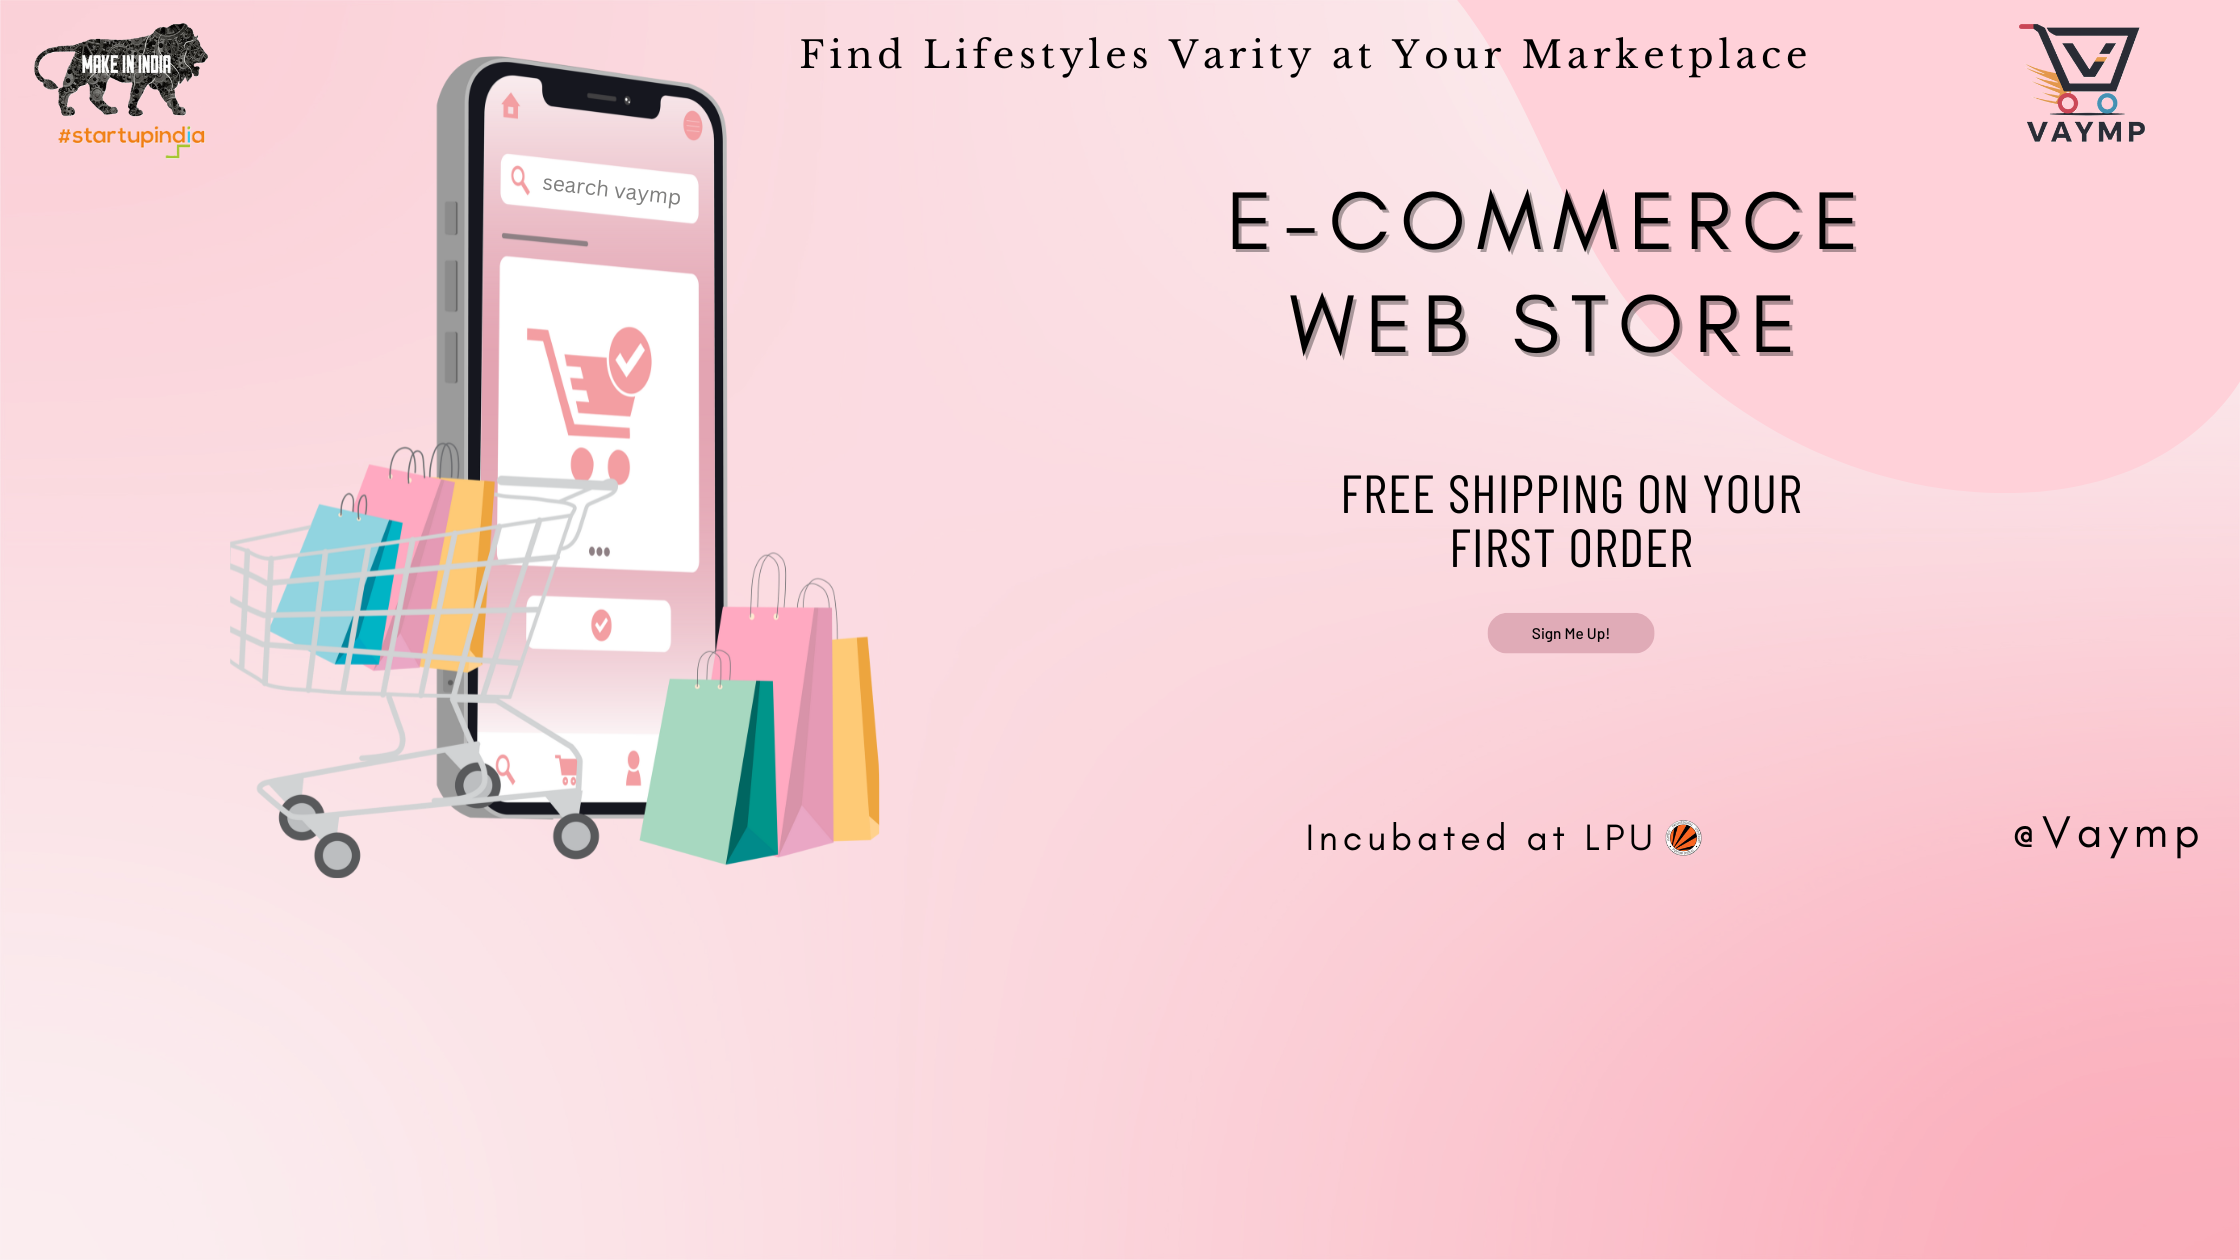 MAKE IN INDIA
#startupindia
Find Lifestyles Varity at Your Marketplace
VAYMP
search vaymp
E-COMMERCE
WEB STORE
FREE SHIPPING ON YOUR
FIRST ORDER
Sign Me Up!
Incubated at LPU
@Vaymp